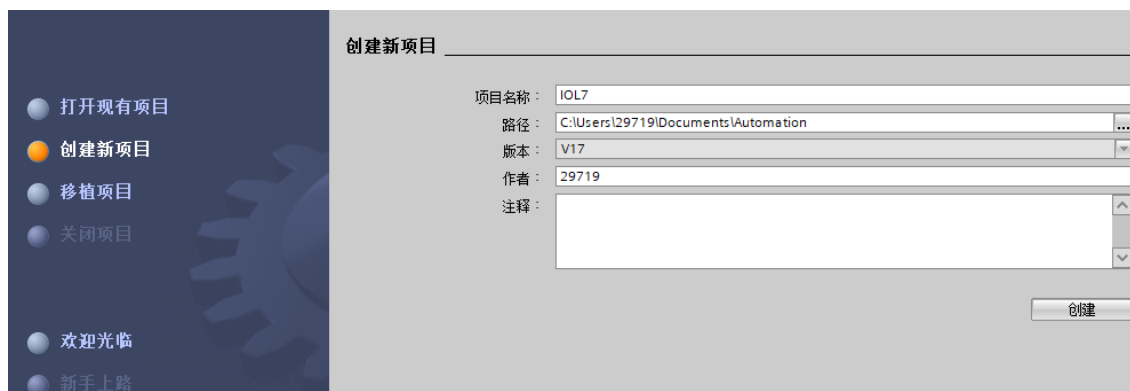 打开现有项目
创建新项目
移植项目
关闭项目
欢迎光临
新手上路
创建新项目
项目名称： IOL7
路径： C:\Users\29719\Documents\Automation ...
版本： V17
作者： 29719
注释：
创建